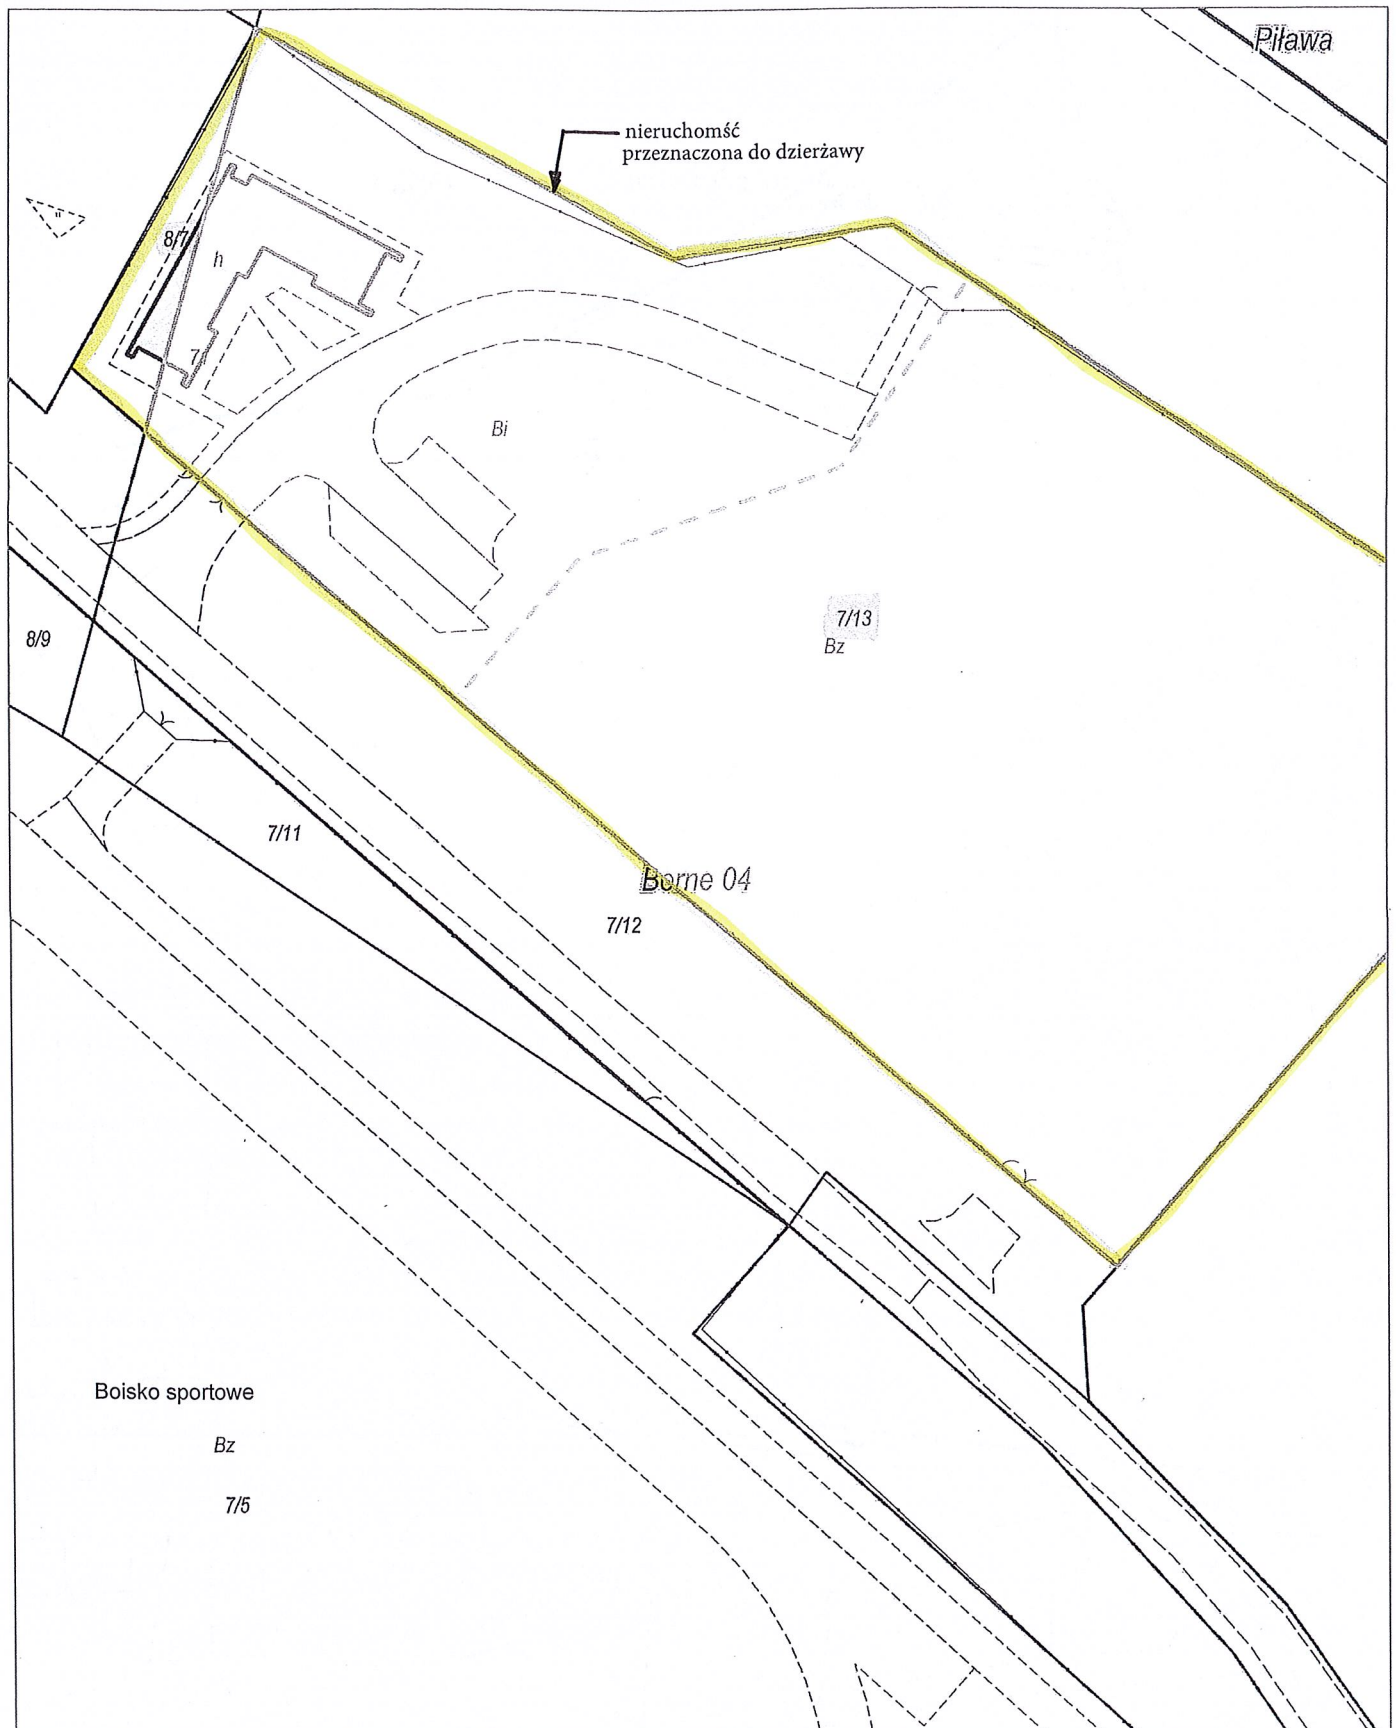 Piława
nieruchomść
przeznaczona do dzierżawy
8/7
h
7
Bi
7/13
Bz
8/9
7/11
Borne 04
7/12
Boisko sportowe
Bz
7/5